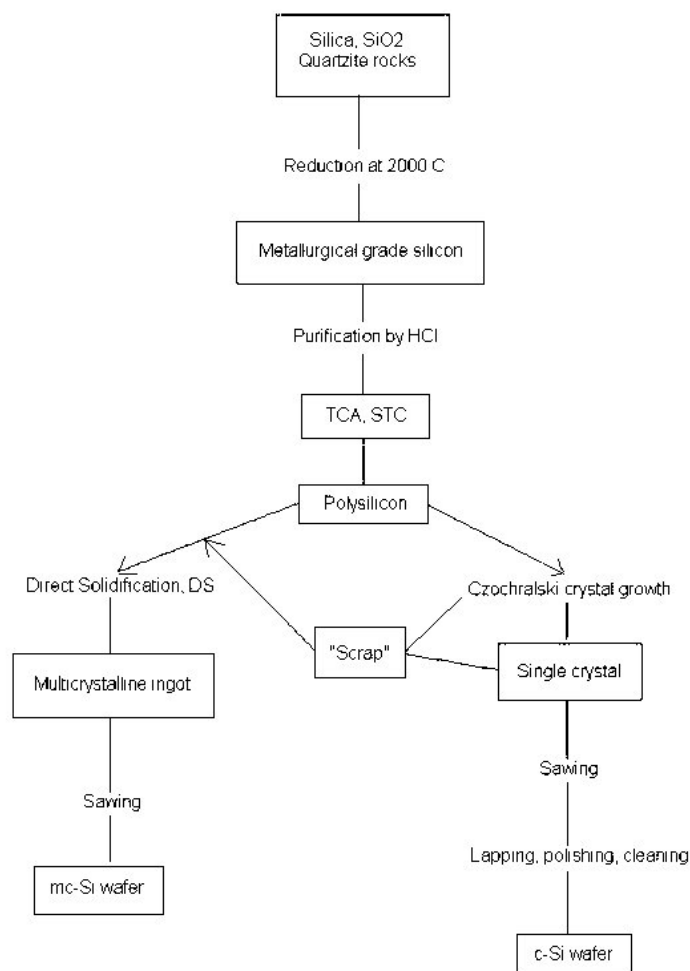 Silica, SiO2
Quartzite rocks
Reduction at 2000 C
Metallurgical grade silicon
Purification by HCl
TCA, STC
Polysilicon
Direct Solidification, DS
Czochralski crystal growth
"Scrap"
Multicrystalline ingot
Single crystal
Sawing
Sawing
Lapping, polishing, cleaning
mc-Si wafer
c-Si wafer